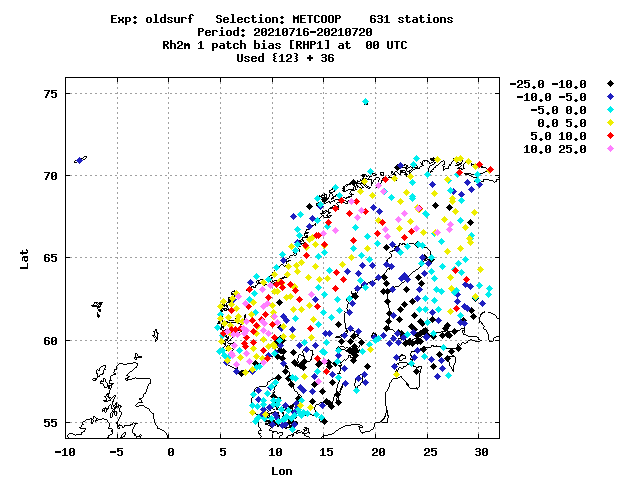 Exp: oldsurf Selection: METCOOP 631 stations
Period: 20210716-20210720
Rh2m 1 patch bias [RHP1] at 00 UTC
Used {12} + 36
-25.0 -10.0
-10.0 -5.0
-5.0 0.0
0.0 5.0
5.0 10.0
10.0 25.0
75
70
65
60
55
Lat
-10 -5 0 5 10 15 20 25 30
Lon